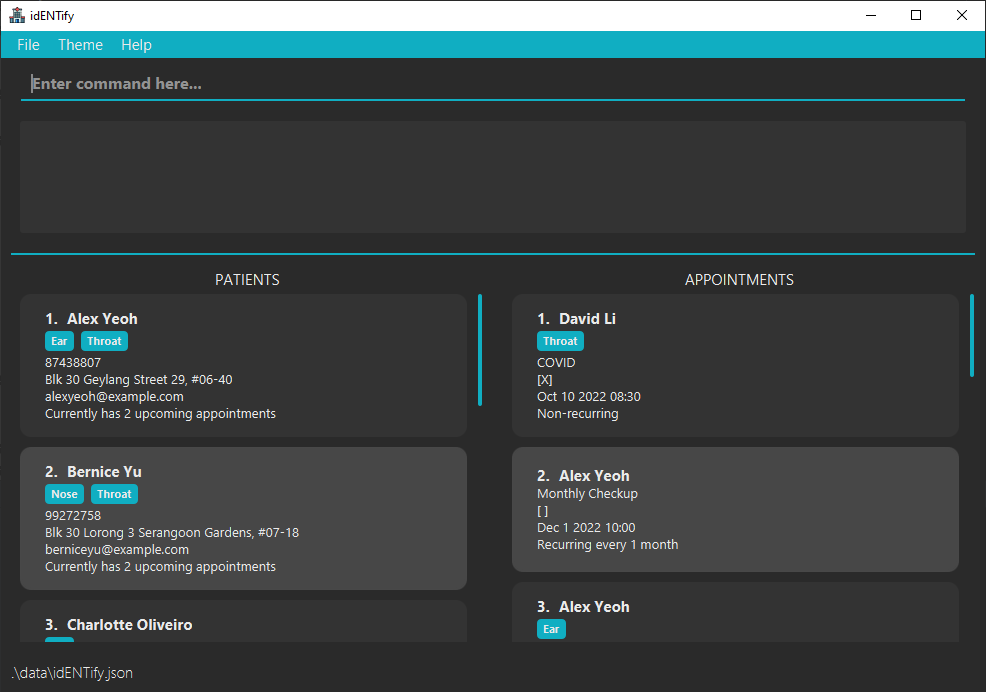 idENTify
File Theme Help
Enter command here...
PATIENTS
1. Alex Yeoh
Ear Throat
87438807
Blk 30 Geylang Street 29, #06-40
alexyeoh@example.com
Currently has 2 upcoming appointments
2. Bernice Yu
Nose Throat
99272758
Blk 30 Lorong 3 Serangoon Gardens, #07-18
berniceyu@example.com
Currently has 2 upcoming appointments
3. Charlotte Oliveiro
APPOINTMENTS
1. David Li
Throat
COVID
[X]
Oct 10 2022 08:30
Non-recurring
2. Alex Yeoh
Monthly Checkup
[ ]
Dec 1 2022 10:00
Recurring every 1 month
3. Alex Yeoh
Ear
.\data\idENTify.json